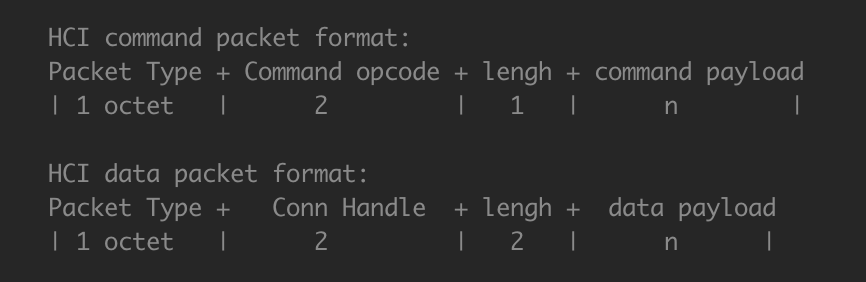 HCI command packet format:
Packet Type + Command opcode + lengh + command payload
| 1 octet   |      2         |   1   |      n        |
HCI data packet format:
Packet Type +   Conn Handle  + lengh +  data payload
| 1 octet   |      2         |   2   |      n      |